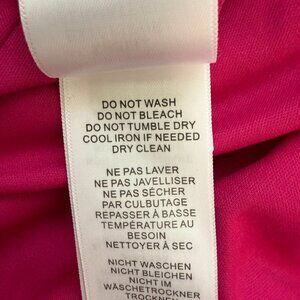 DO NOT WASH
DO NOT BLEACH
DO NOT TUMBLE DRY
COOL IRON IF NEEDED
DRY CLEAN
NE PAS LAVER
NE PAS JAVELLISER
NE PAS SÉCHER
PAR CULBUTAGE
REPASSER À BASSE
TEMPÉRATURE AU
BESOIN
NETTOYER À SEC
NICHT WASCHEN
NICHT BLEICHEN
NICHT IM
WÄSCHETROCKNER
TROCKNEN